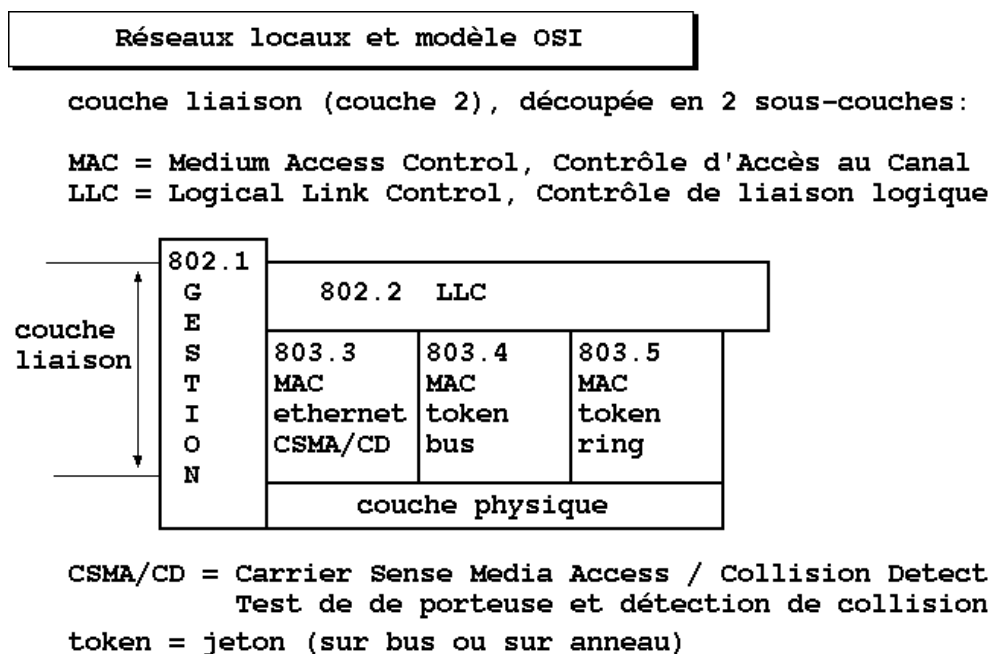 Réseaux locaux et modèle OSI
couche liaison (couche 2), découpée en 2 sous-couches:
MAC = Medium Access Control, Contrôle d'Accès au Canal
LLC = Logical Link Control, Contrôle de liaison logique
couche
liaison
802.1
G
E
S
T
I
O
N
802.2 LLC
803.3
MAC
ethernet
CSMA/CD
803.4
MAC
token
bus
803.5
MAC
token
ring
couche physique
CSMA/CD = Carrier Sense Media Access / Collision Detect
Test de de porteuse et détection de collision
token = jeton (sur bus ou sur anneau)